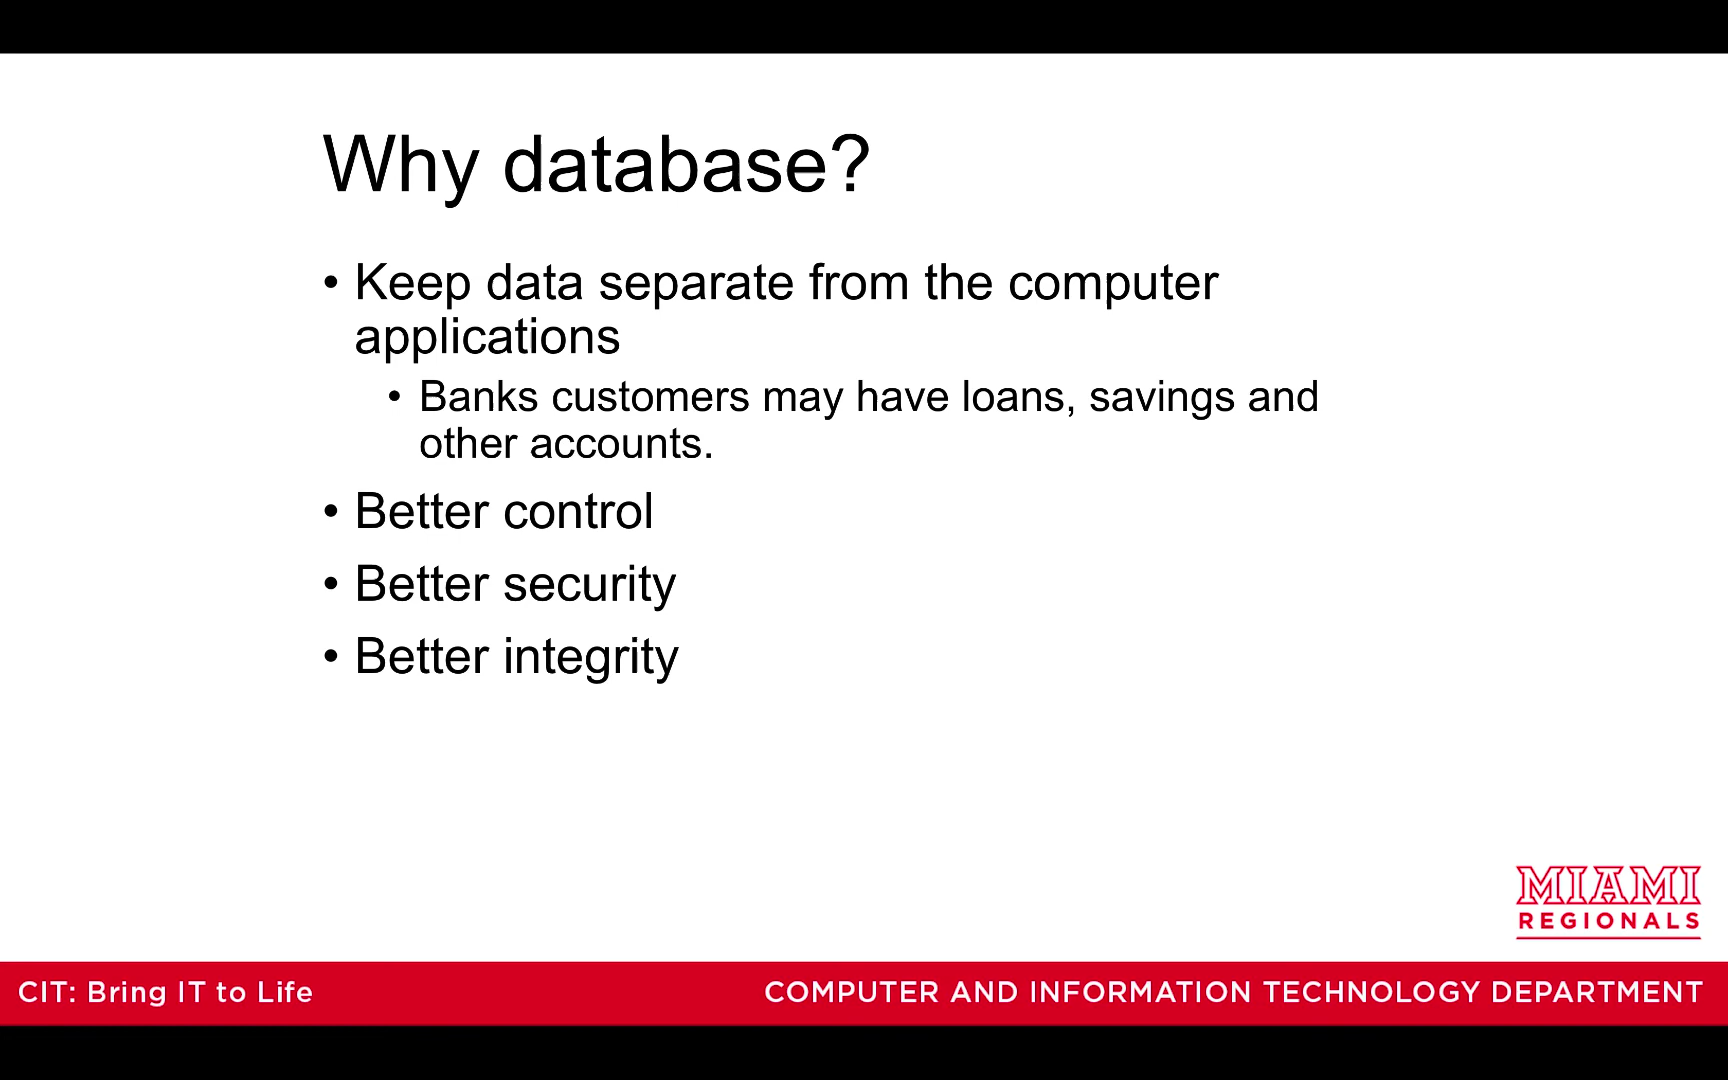 Why database?
• Keep data separate from the computer
applications
• Banks customers may have loans, savings and
other accounts.
• Better control
• Better security
• Better integrity
MIAMI
REGIONALS
CIT: Bring IT to Life
COMPUTER AND INFORMATION TECHNOLOGY DEPARTMENT